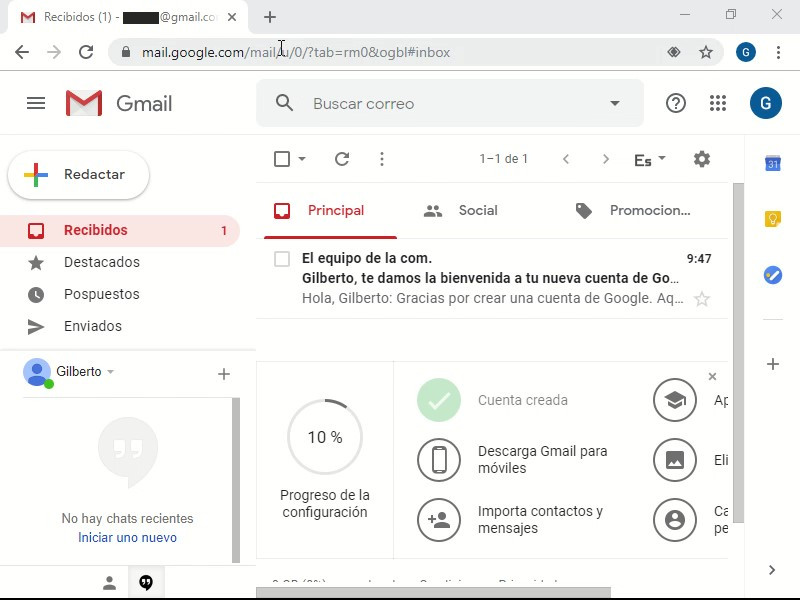 Recibidos (1) - @gmail.co
mail.google.com/mail/u/0/?tab=rm0&ogbl#inbox
G
Gmail
Buscar correo
G
Redactar
1–1 de 1
Es
31
Recibidos 1
Destacados
Pospuestos
Enviados
Principal
Social
Promocion...
El equipo de la com. 9:47
Gilberto, te damos la bienvenida a tu nueva cuenta de Go...
Hola, Gilberto: Gracias por crear una cuenta de Google. Aq...
Gilberto
No hay chats recientes
Iniciar uno nuevo
10 %
Progreso de la
configuración
Cuenta creada
Descarga Gmail para
móviles
Importa contactos y
mensajes
Ap
Eli
Ca
pe